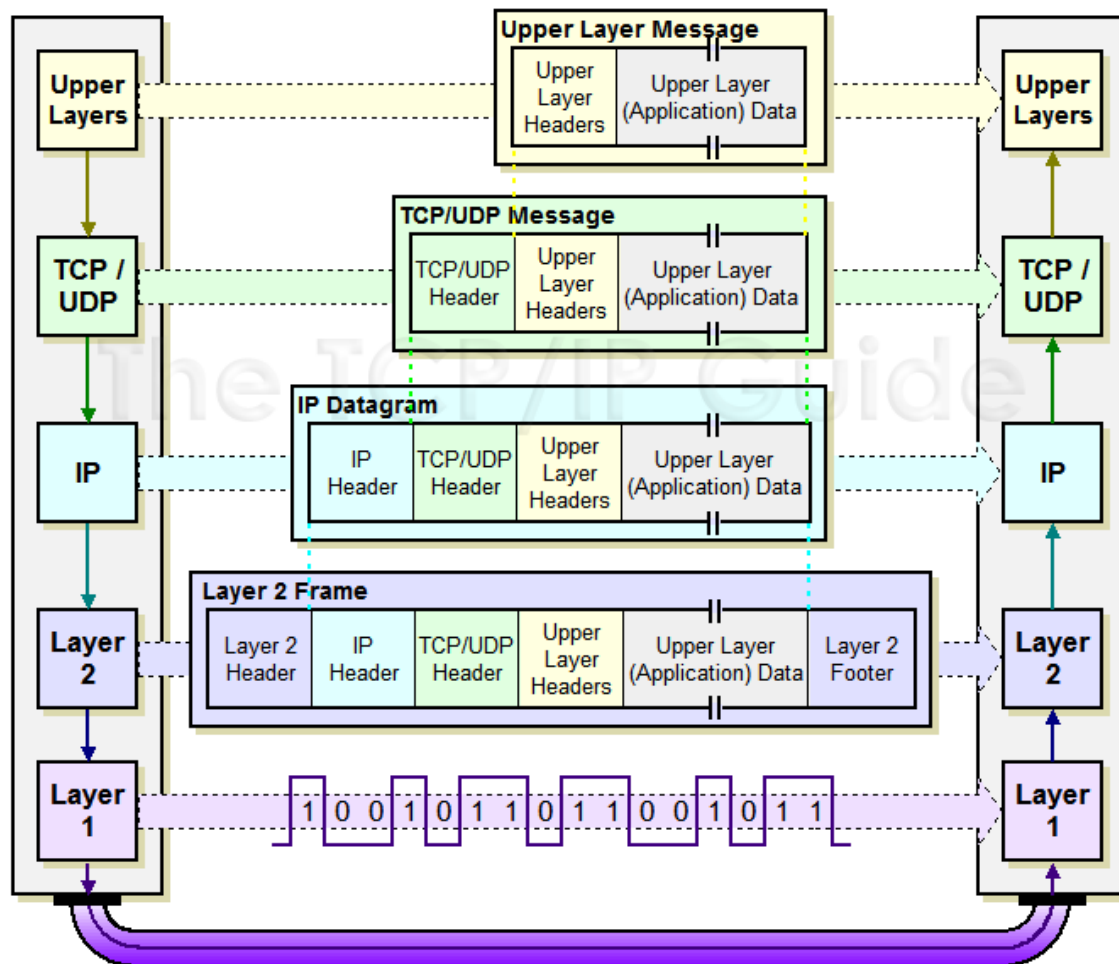 Upper Layer Message
Upper
Layers
Upper
Layer
Headers
Upper Layer
(Application) Data
Upper
Layers
TCP/UDP Message
TCP /
UDP
TCP/UDP
Header
Upper
Layer
Headers
Upper Layer
(Application) Data
TCP /
UDP
The TCP/IP Guide
IP Datagram
IP
IP
Header
TCP/UDP
Header
Upper
Layer
Headers
Upper Layer
(Application) Data
IP
Layer 2 Frame
Layer
2
Layer 2
Header
IP
Header
TCP/UDP
Header
Upper
Layer
Headers
Upper Layer
(Application) Data
Layer 2
Footer
Layer
2
Layer
1
1 0 0 1 0 1 1 0 1 1 0 0 1 0 1 1
Layer
1